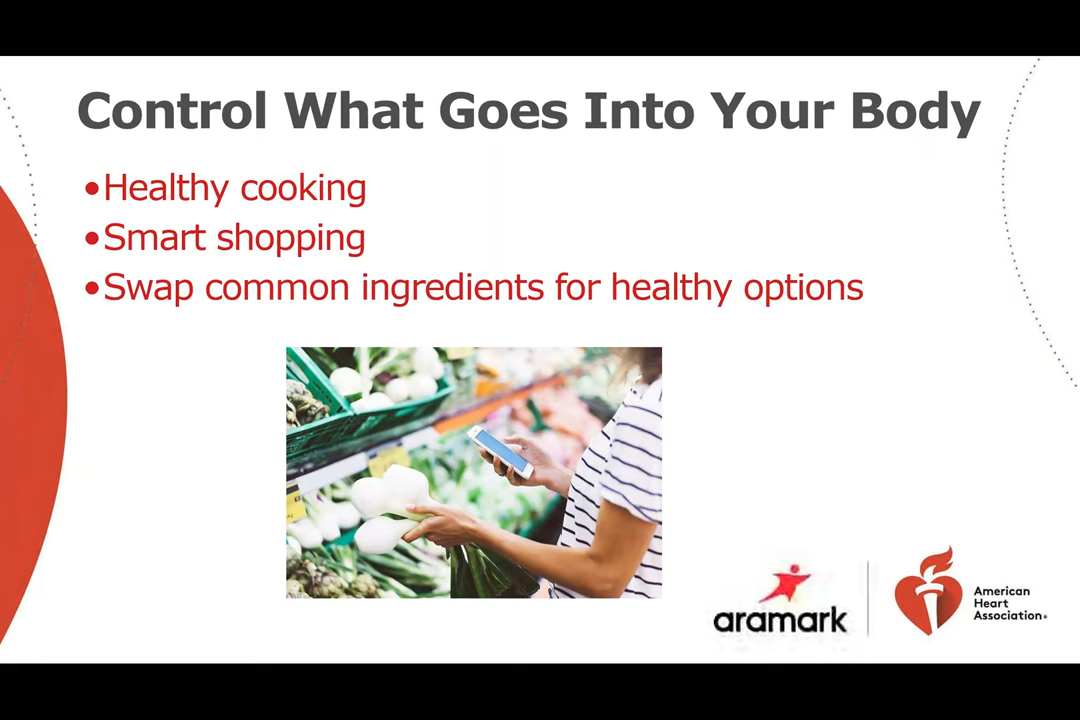 Control What Goes Into Your Body
•Healthy cooking
•Smart shopping
•Swap common ingredients for healthy options
aramark
American
Heart
Association®